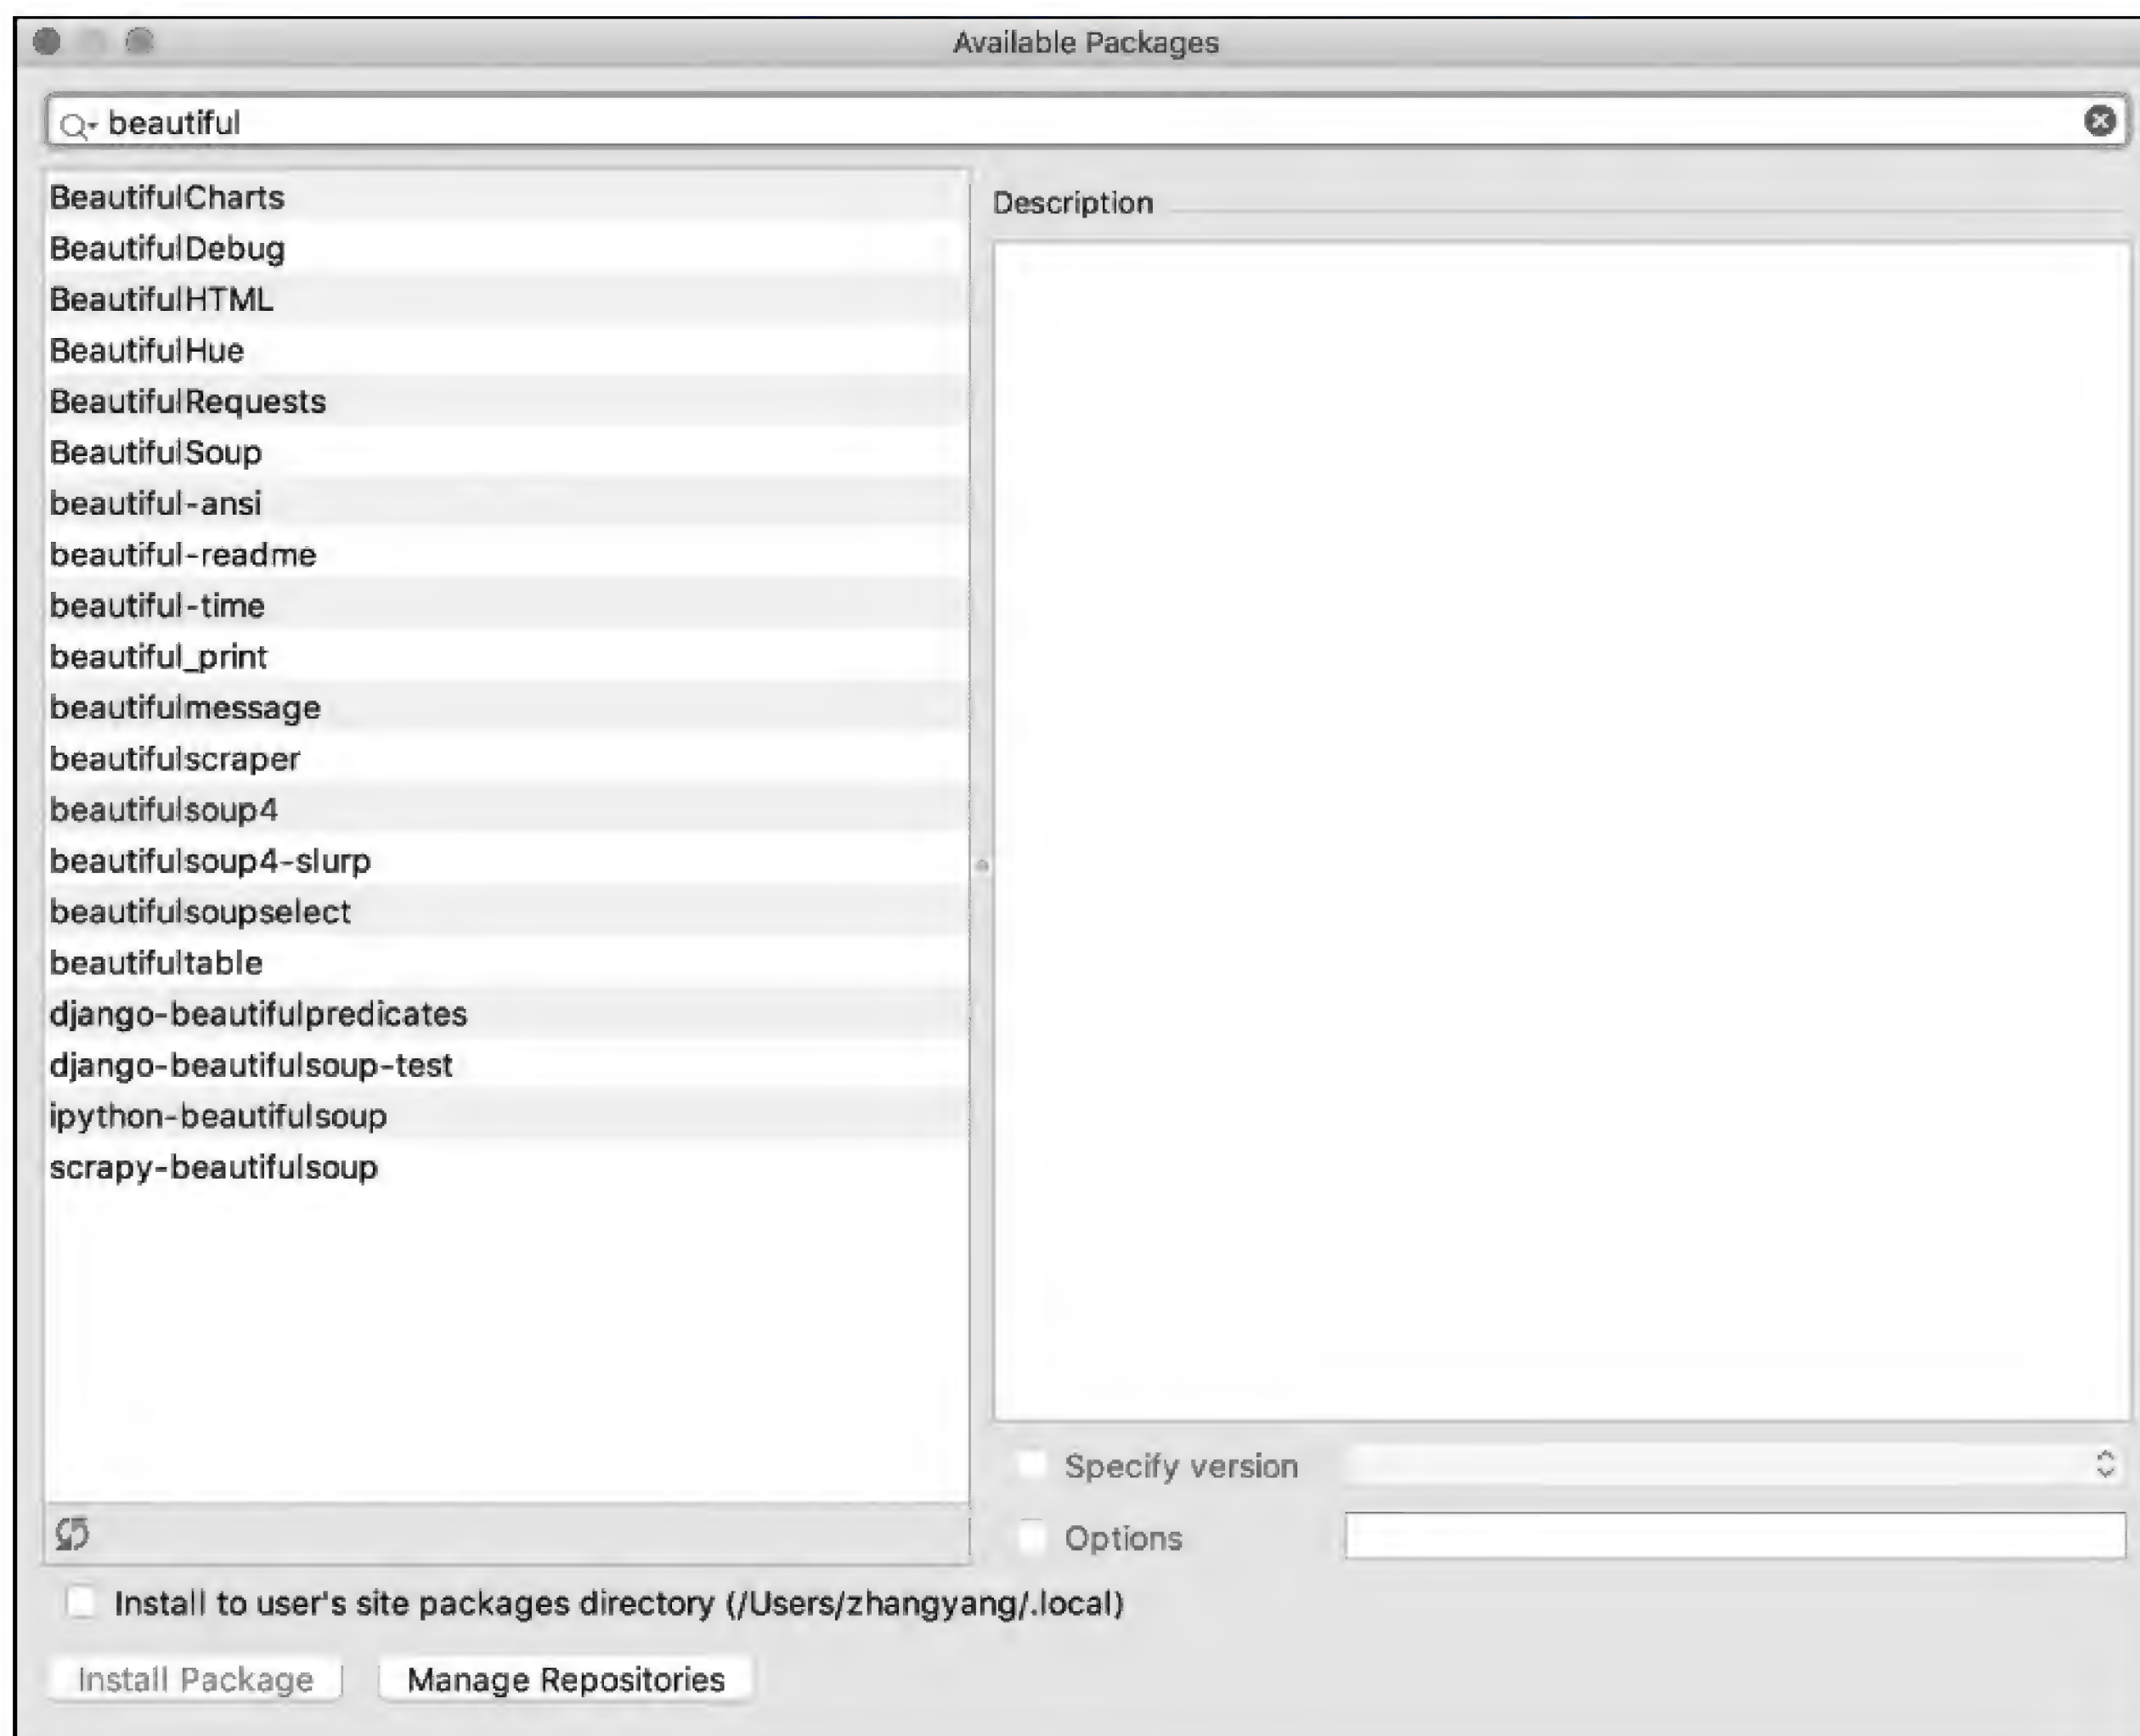 Available Packages
beautiful
BeautifulCharts
BeautifulDebug
BeautifulHTML
BeautifulHue
BeautifulRequests
BeautifulSoup
beautiful-ansi
beautiful-readme
beautiful-time
beautiful_print
beautifulmessage
beautifulscraper
beautifulsoup4
beautifulsoup4-slurp
beautifulsoupselect
beautifultable
django-beautifulpredicates
django-beautifulsoup-test
ipython-beautifulsoup
scrapy-beautifulsoup
Description
Specify version
Options
Install to user's site packages directory (/Users/zhangyang/.local)
Install Package
Manage Repositories